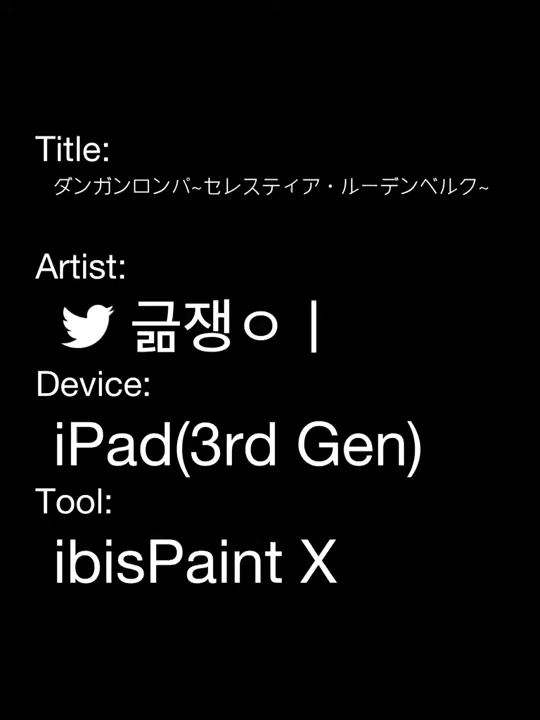 Title:
ダンガンロンパ~セレスティア・ルーデンベルク~
Artist:
긂쟁ㅇㅣ
Device:
iPad(3rd Gen)
Tool:
ibisPaint X